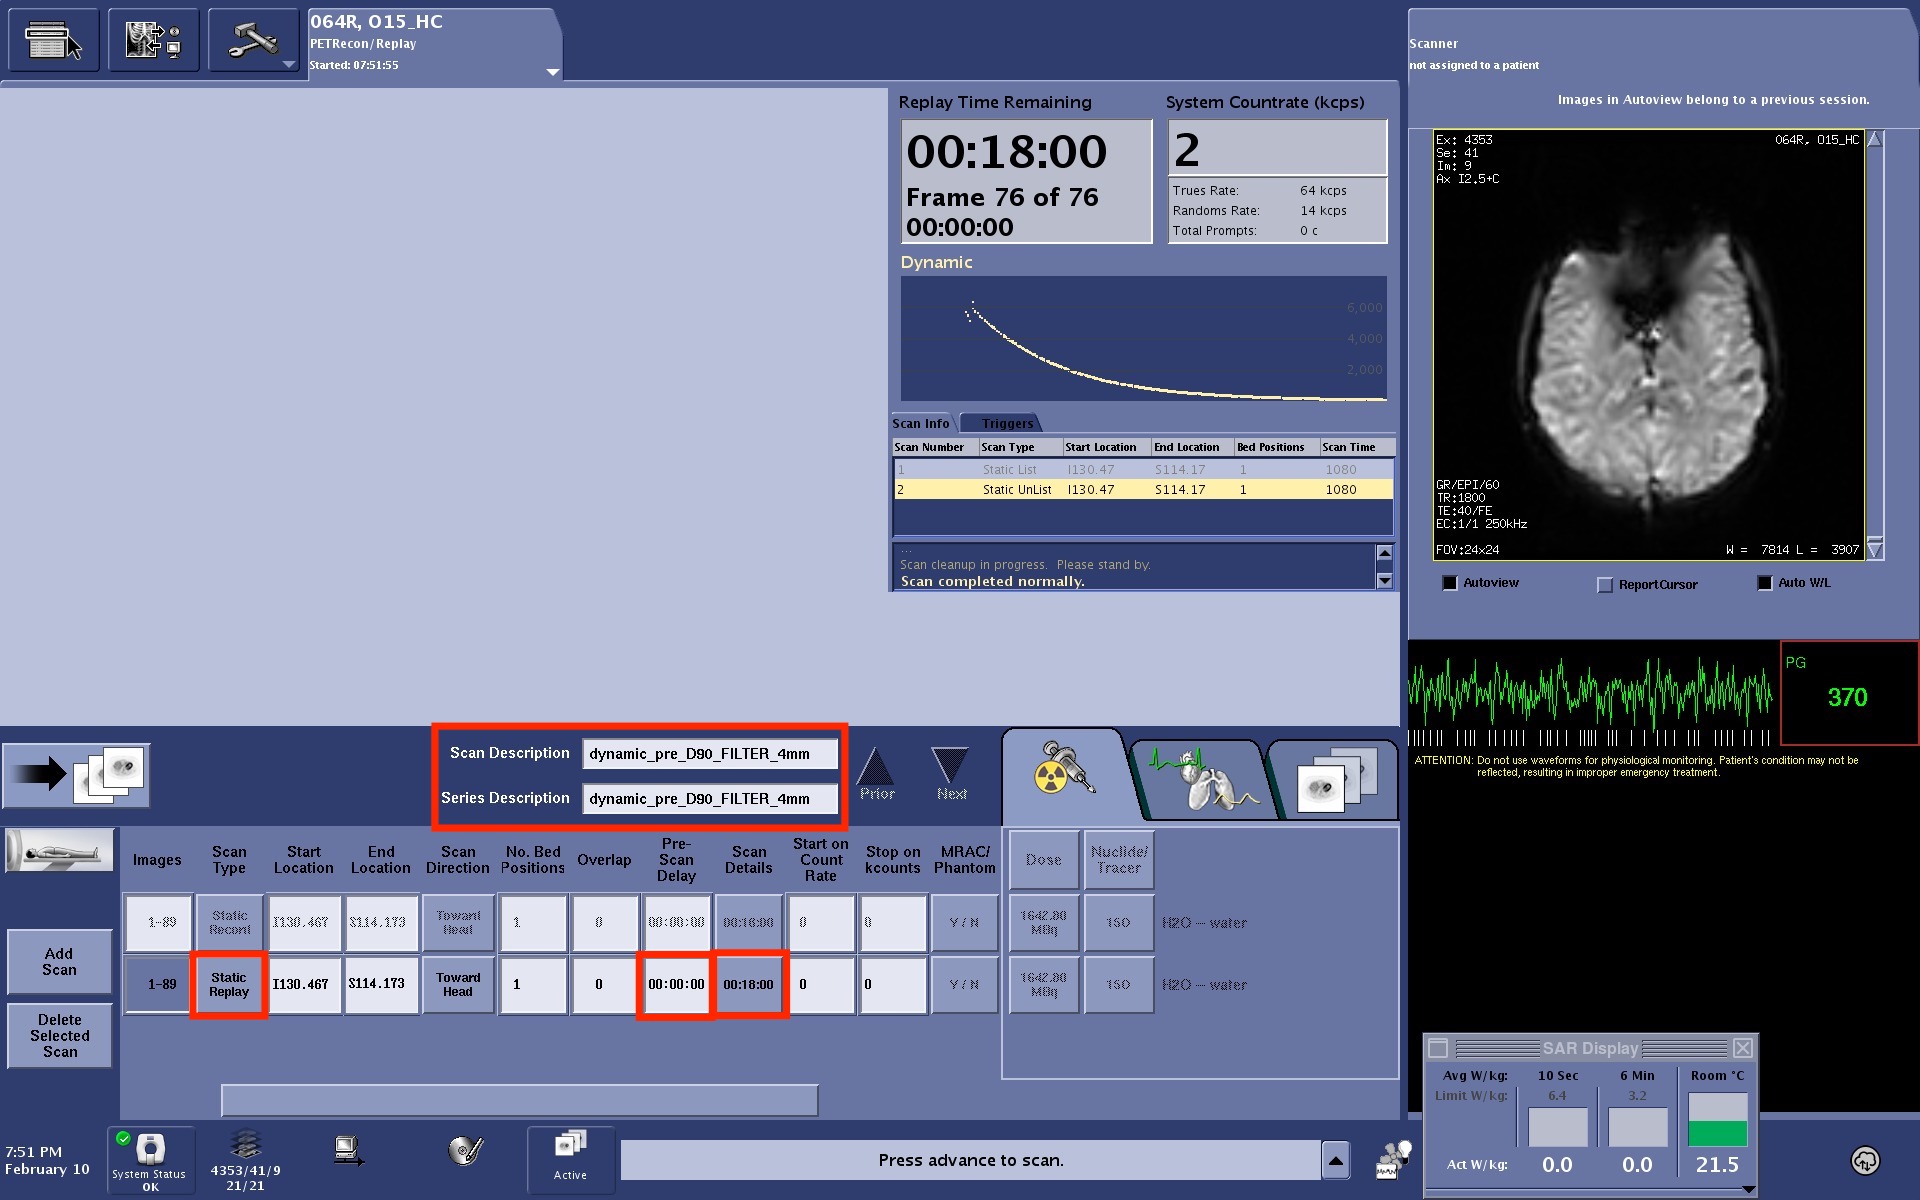 064R, O15_HC
PETRecon/Replay
Started: 07:51:55
Scanner
not assigned to a patient
Images in Autoview belong to a previous session.
Replay Time Remaining
00:18:00
Frame 76 of 76
00:00:00
System Countrate (kcps)
2
Trues Rate: 64 kcps
Randoms Rate: 14 kcps
Total Prompts: 0 c
Dynamic
6,000
4,000
2,000
Scan Info Triggers
Scan Number Scan Type Start Location End Location Bed Positions Scan Time
1 Static List I130.47 S114.17 1 1080
2 Static UnList I130.47 S114.17 1 1080
...
Scan cleanup in progress. Please stand by.
Scan completed normally.
Ex: 4353
Se: 41
Im: 9
Ax I2.5+C
064R, O15_HC
GR/EPI/60
TR:1800
TE:40/FE
EC:1/1 250kHz
FOV:24x24
W = 7814 L = 3907
Autoview
ReportCursor
Auto W/L
PG
370
ATTENTION: Do not use waveforms for physiological monitoring. Patient's condition may not be
reflected, resulting in improper emergency treatment.
Scan Description dynamic_pre_D90_FILTER_4mm
Series Description dynamic_pre_D90_FILTER_4mm
Prior
Next
Images
Scan
Type
Start
Location
End
Location
Scan
Direction
No. Bed
Positions
Overlap
Pre-
Scan
Delay
Scan
Details
Start on
Count
Rate
Stop on
kcounts
MRAC/
Phantom
Dose
Nuclide/
Tracer
1-89
Static
Record
I130.467
S114.173
Toward
Head
1
0
00:00:00
00:18:00
0
0
Y / N
1642.80
MBq
15O
H2O -- water
1-89
Static
Replay
I130.467
S114.173
Toward
Head
1
0
00:00:00
00:18:00
0
0
Y / N
1642.80
MBq
15O
H2O -- water
Add
Scan
Delete
Selected
Scan
SAR Display
Avg W/kg: 10 Sec 6 Min Room °C
Limit W/kg: 6.4 3.2
Act W/kg: 0.0 0.0 21.5
7:51 PM
February 10
System Status
OK
4353/41/9
21/21
Active
Press advance to scan.